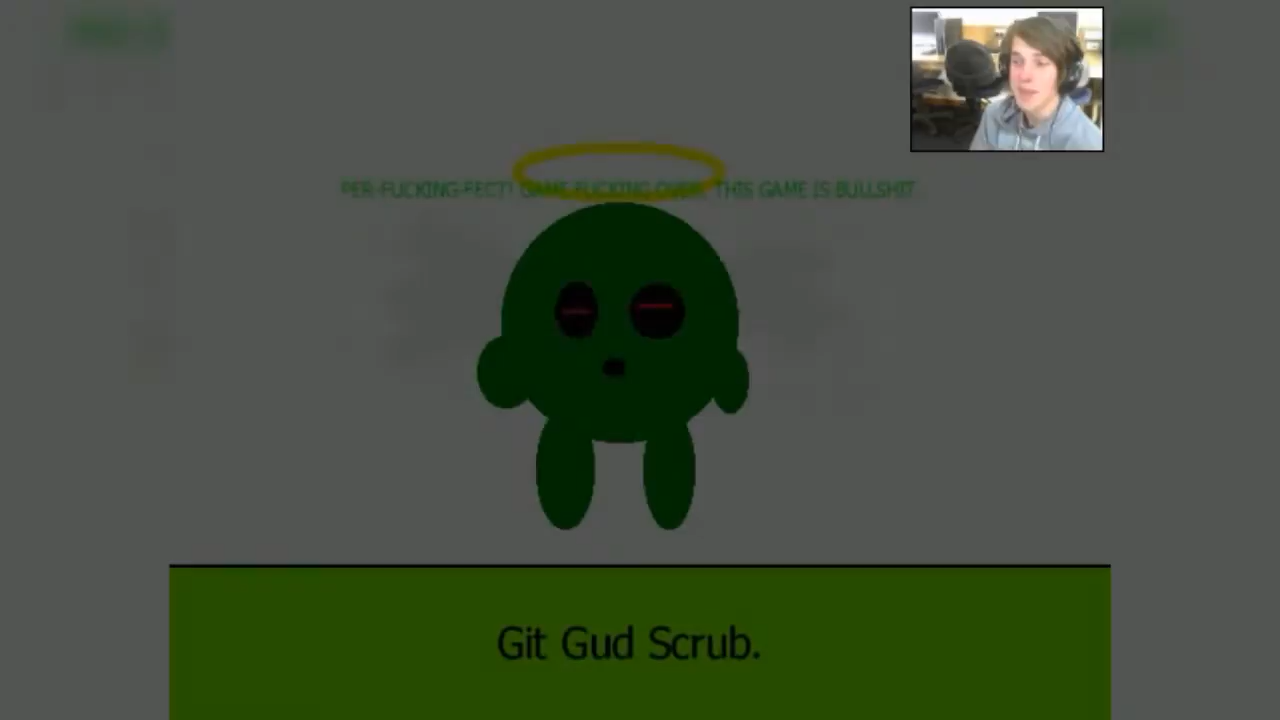 PER-FUCKING-FECT! GAME FUCKING OVER. THIS GAME IS BULLSHIT.
Git Gud Scrub.